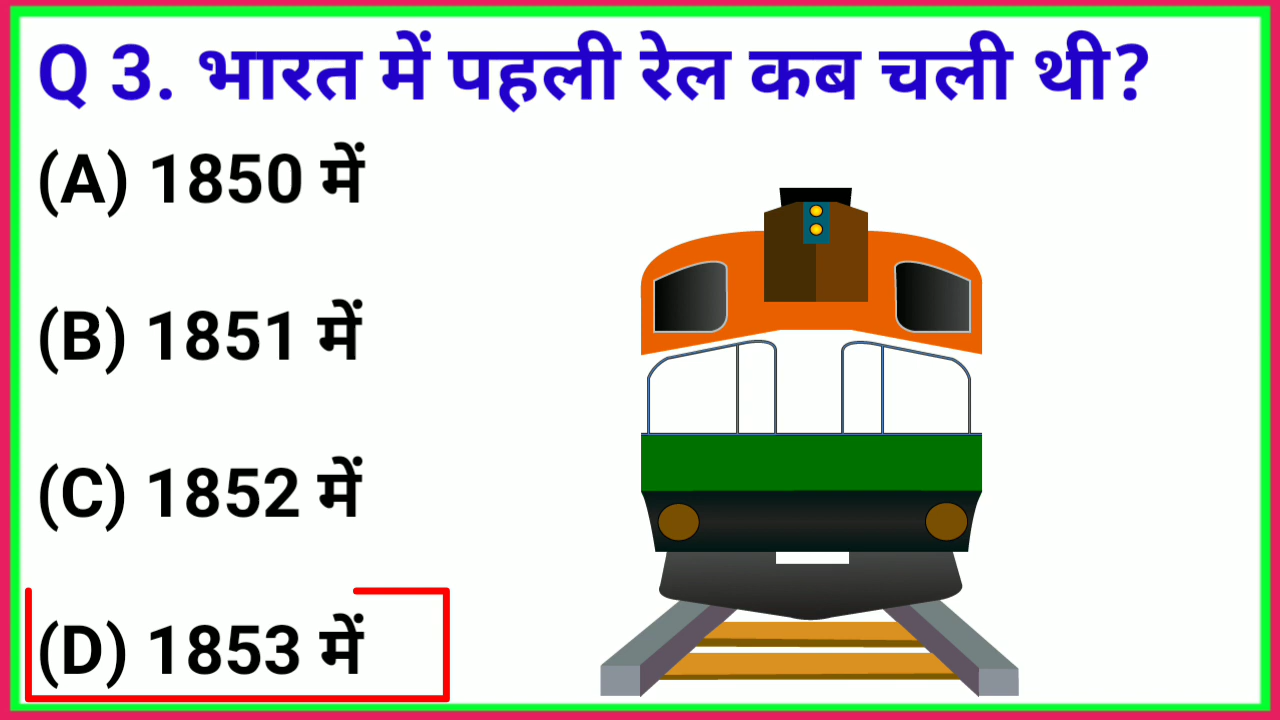 Q 3. भारत में पहली रेल कब चली थी?
(A) 1850 में
(B) 1851 में
(C) 1852 में
(D) 1853 में